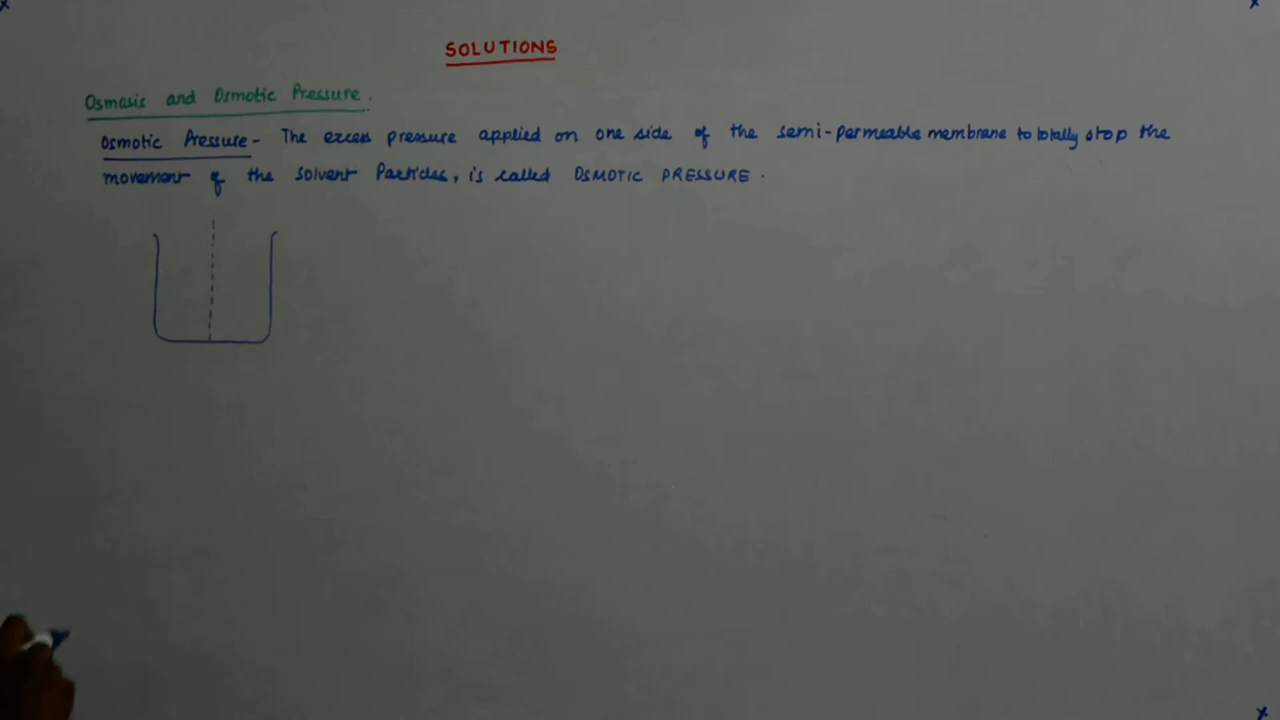 SOLUTIONS
Osmosis and Osmotic Pressure.
Osmotic Pressure - The excess pressure applied on one side of the semi-permeable membrane to totally stop the
movement of the solvent Particles, is called OSMOTIC PRESSURE.